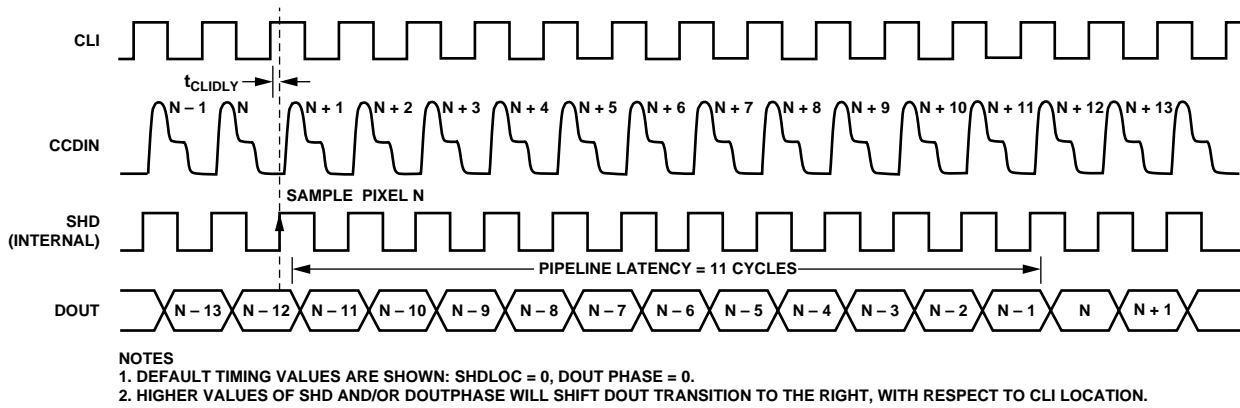 CLI
tCLIDLY
N – 1 N N + 1 N + 2 N + 3 N + 4 N + 5 N + 6 N + 7 N + 8 N + 9 N + 10 N + 11 N + 12 N + 13
CCDIN
SAMPLE PIXEL N
SHD
(INTERNAL)
PIPELINE LATENCY = 11 CYCLES
DOUT N – 13 N – 12 N – 11 N – 10 N – 9 N – 8 N – 7 N – 6 N – 5 N – 4 N – 3 N – 2 N – 1 N N + 1
NOTES
1. DEFAULT TIMING VALUES ARE SHOWN: SHDLOC = 0, DOUT PHASE = 0.
2. HIGHER VALUES OF SHD AND/OR DOUTPHASE WILL SHIFT DOUT TRANSITION TO THE RIGHT, WITH RESPECT TO CLI LOCATION.